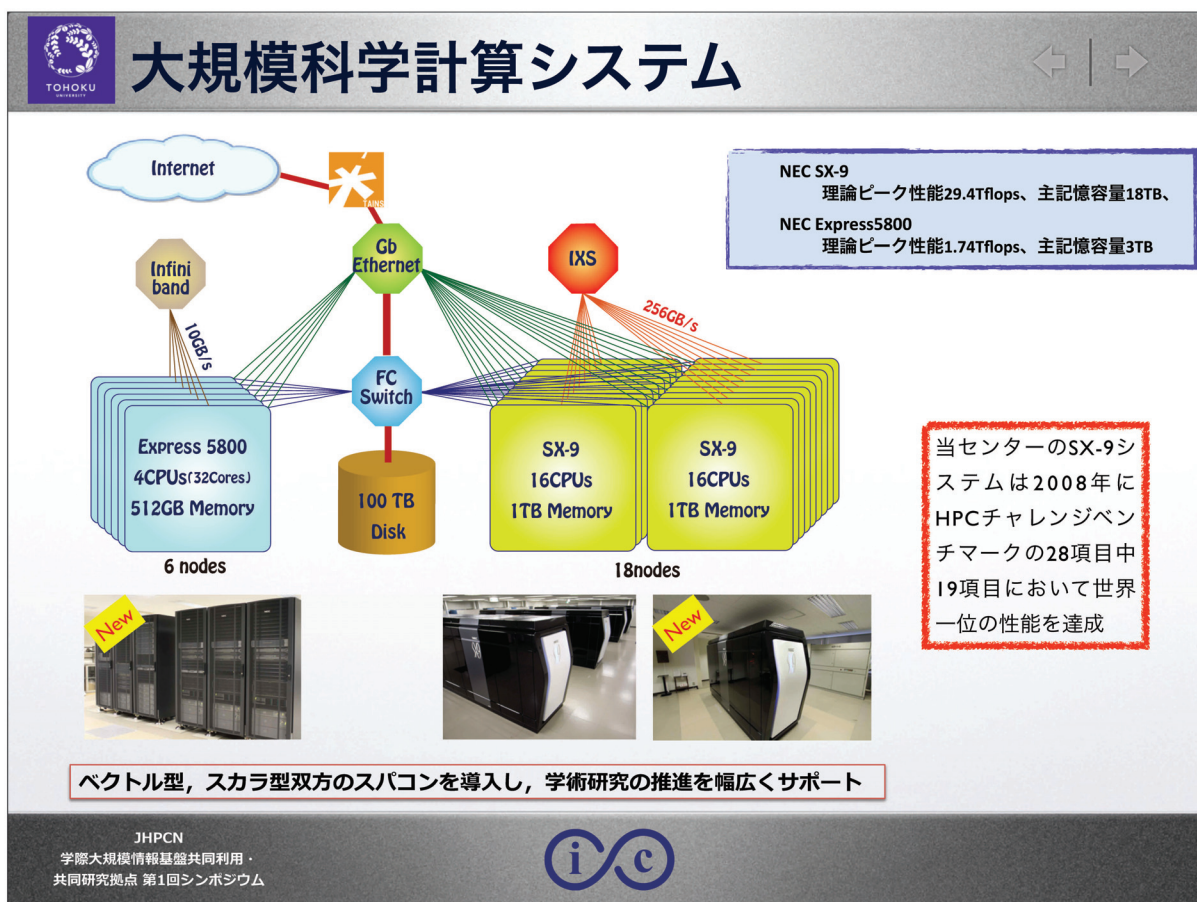 TOHOKU
UNIVERSITY
大規模科学計算システム
Internet
TAINS
NEC SX-9
理論ピーク性能29.4Tflops、主記憶容量18TB、
NEC Express5800
理論ピーク性能1.74Tflops、主記憶容量3TB
Gb
Ethernet
Infini
band
IXS
10GB/s
256GB/s
FC
Switch
Express 5800
4CPUs(32Cores)
512GB Memory
100 TB
Disk
SX-9
16CPUs
1TB Memory
SX-9
16CPUs
1TB Memory
6 nodes
18nodes
当センターのSX-9シ
ステムは2008年に
HPCチャレンジベン
チマークの28項目中
19項目において世界
一位の性能を達成
New
New
ベクトル型，スカラ型双方のスパコンを導入し，学術研究の推進を幅広くサポート
JHPCN
学際大規模情報基盤共同利用・
共同研究拠点 第1回シンポジウム
i c